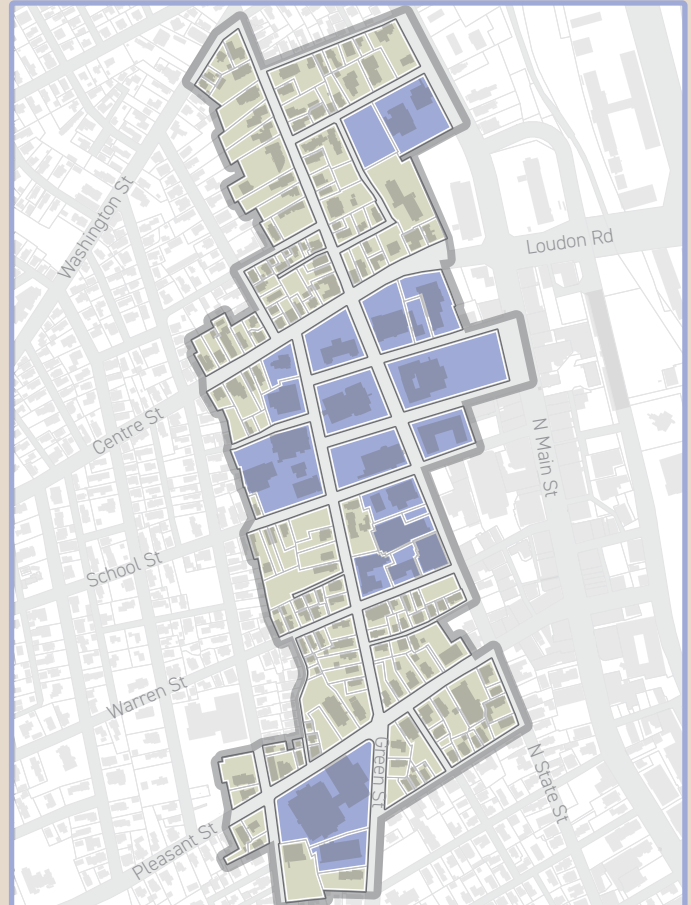 Washington St
Loudon Rd
Centre St
N Main St
School St
Warren St
Green St
N State St
Pleasant St